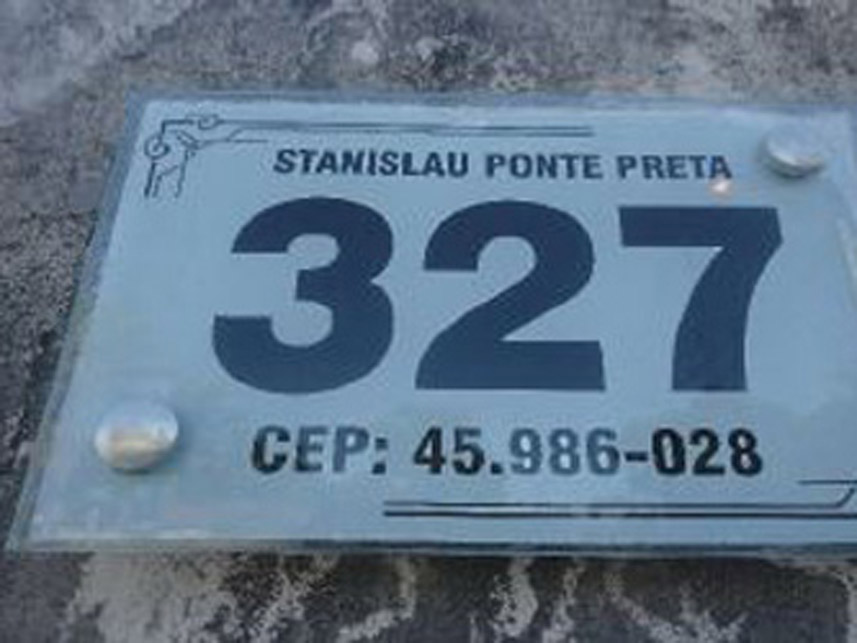 STANISLAU PONTE PRETA
327
CEP: 45.986-028